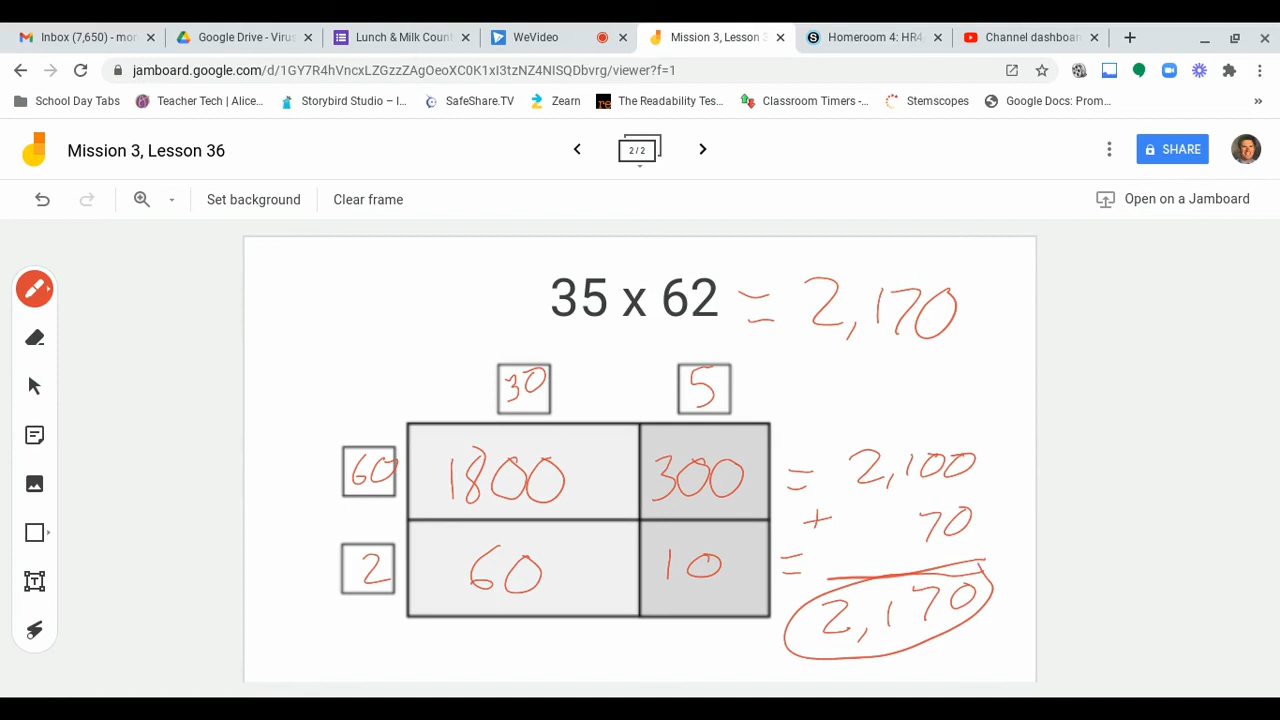 Inbox (7,650) - mor
Google Drive - Virus
Lunch & Milk Count
WeVideo
Mission 3, Lesson 3
Homeroom 4: HR4
Channel dashboar
jamboard.google.com/d/1GY7R4hVncxLZGzzZAgOeoXC0K1xI3tzNZ4NISQDbvrg/viewer?f=1
School Day Tabs
Teacher Tech | Alice...
Storybird Studio – I...
SafeShare.TV
Zearn
The Readability Tes...
Classroom Timers -...
Stemscopes
Google Docs: Prom...
»
Mission 3, Lesson 36
2 / 2
SHARE
Set background
Clear frame
Open on a Jamboard
35 x 62 = 2,170
30 5
60 1800 300 = 2,100
+ 70
2 60 10 =
2,170